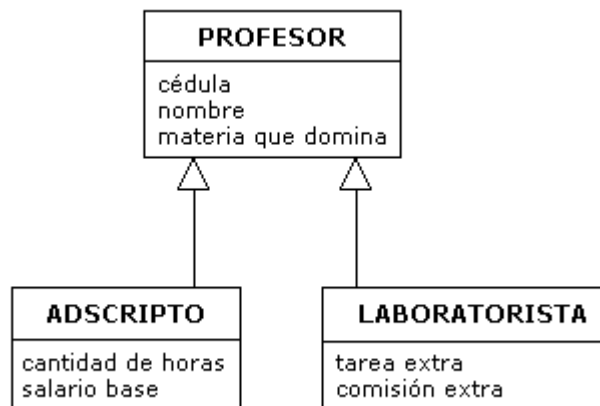 PROFESOR
cédula
nombre
materia que domina
ADSCRIPTO
cantidad de horas
salario base
LABORATORISTA
tarea extra
comisión extra